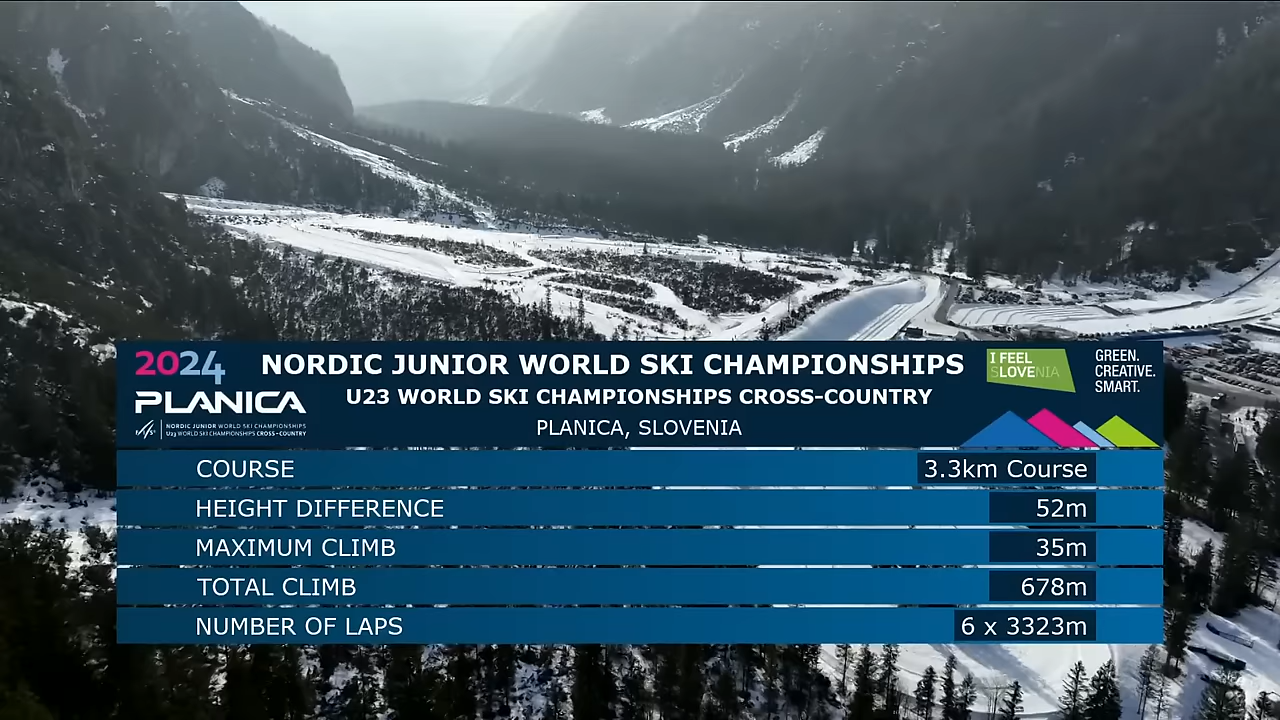 2024
PLANICA
NORDIC JUNIOR WORLD SKI CHAMPIONSHIPS
U23 WORLD SKI CHAMPIONSHIPS CROSS-COUNTRY
NORDIC JUNIOR WORLD SKI CHAMPIONSHIPS
U23 WORLD SKI CHAMPIONSHIPS CROSS-COUNTRY
PLANICA, SLOVENIA
I FEEL
SLOVENIA
GREEN.
CREATIVE.
SMART.
COURSE 3.3km Course
HEIGHT DIFFERENCE 52m
MAXIMUM CLIMB 35m
TOTAL CLIMB 678m
NUMBER OF LAPS 6 x 3323m